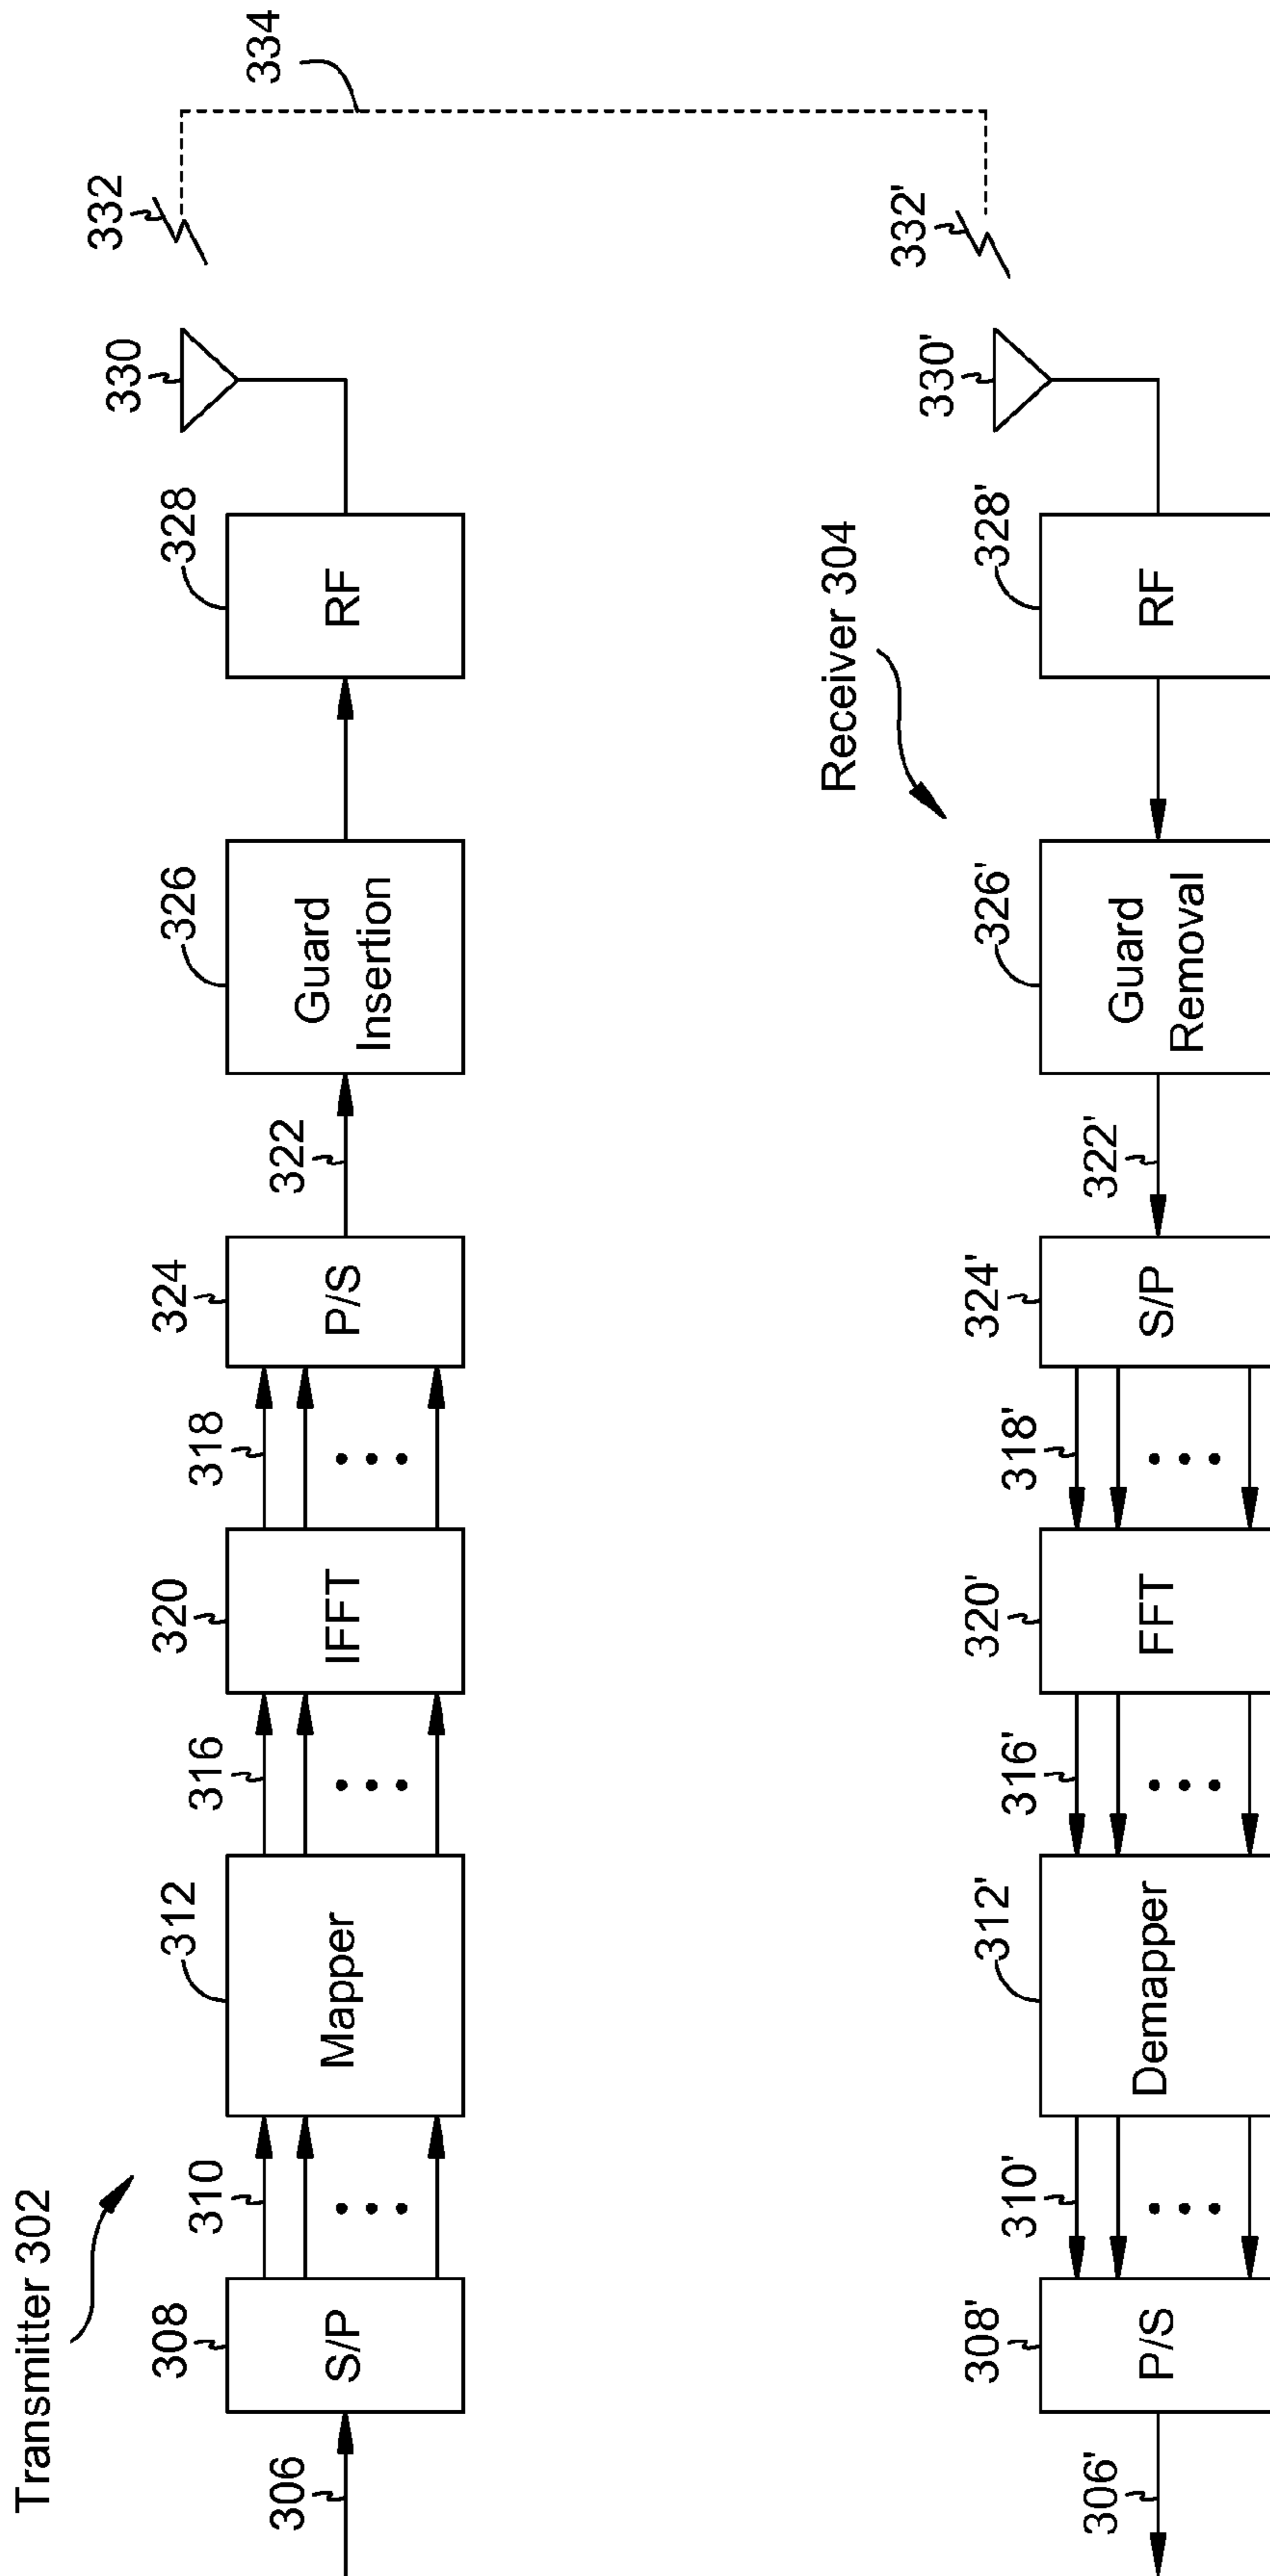 Transmitter 302
306
308
S/P
310
312
Mapper
316
320
IFFT
318
324
P/S
322
326
Guard
Insertion
328
RF
330
332
334
Receiver 304
306'
308'
P/S
310'
312'
Demapper
316'
320'
FFT
318'
324'
S/P
322'
326'
Guard
Removal
328'
RF
330'
332'